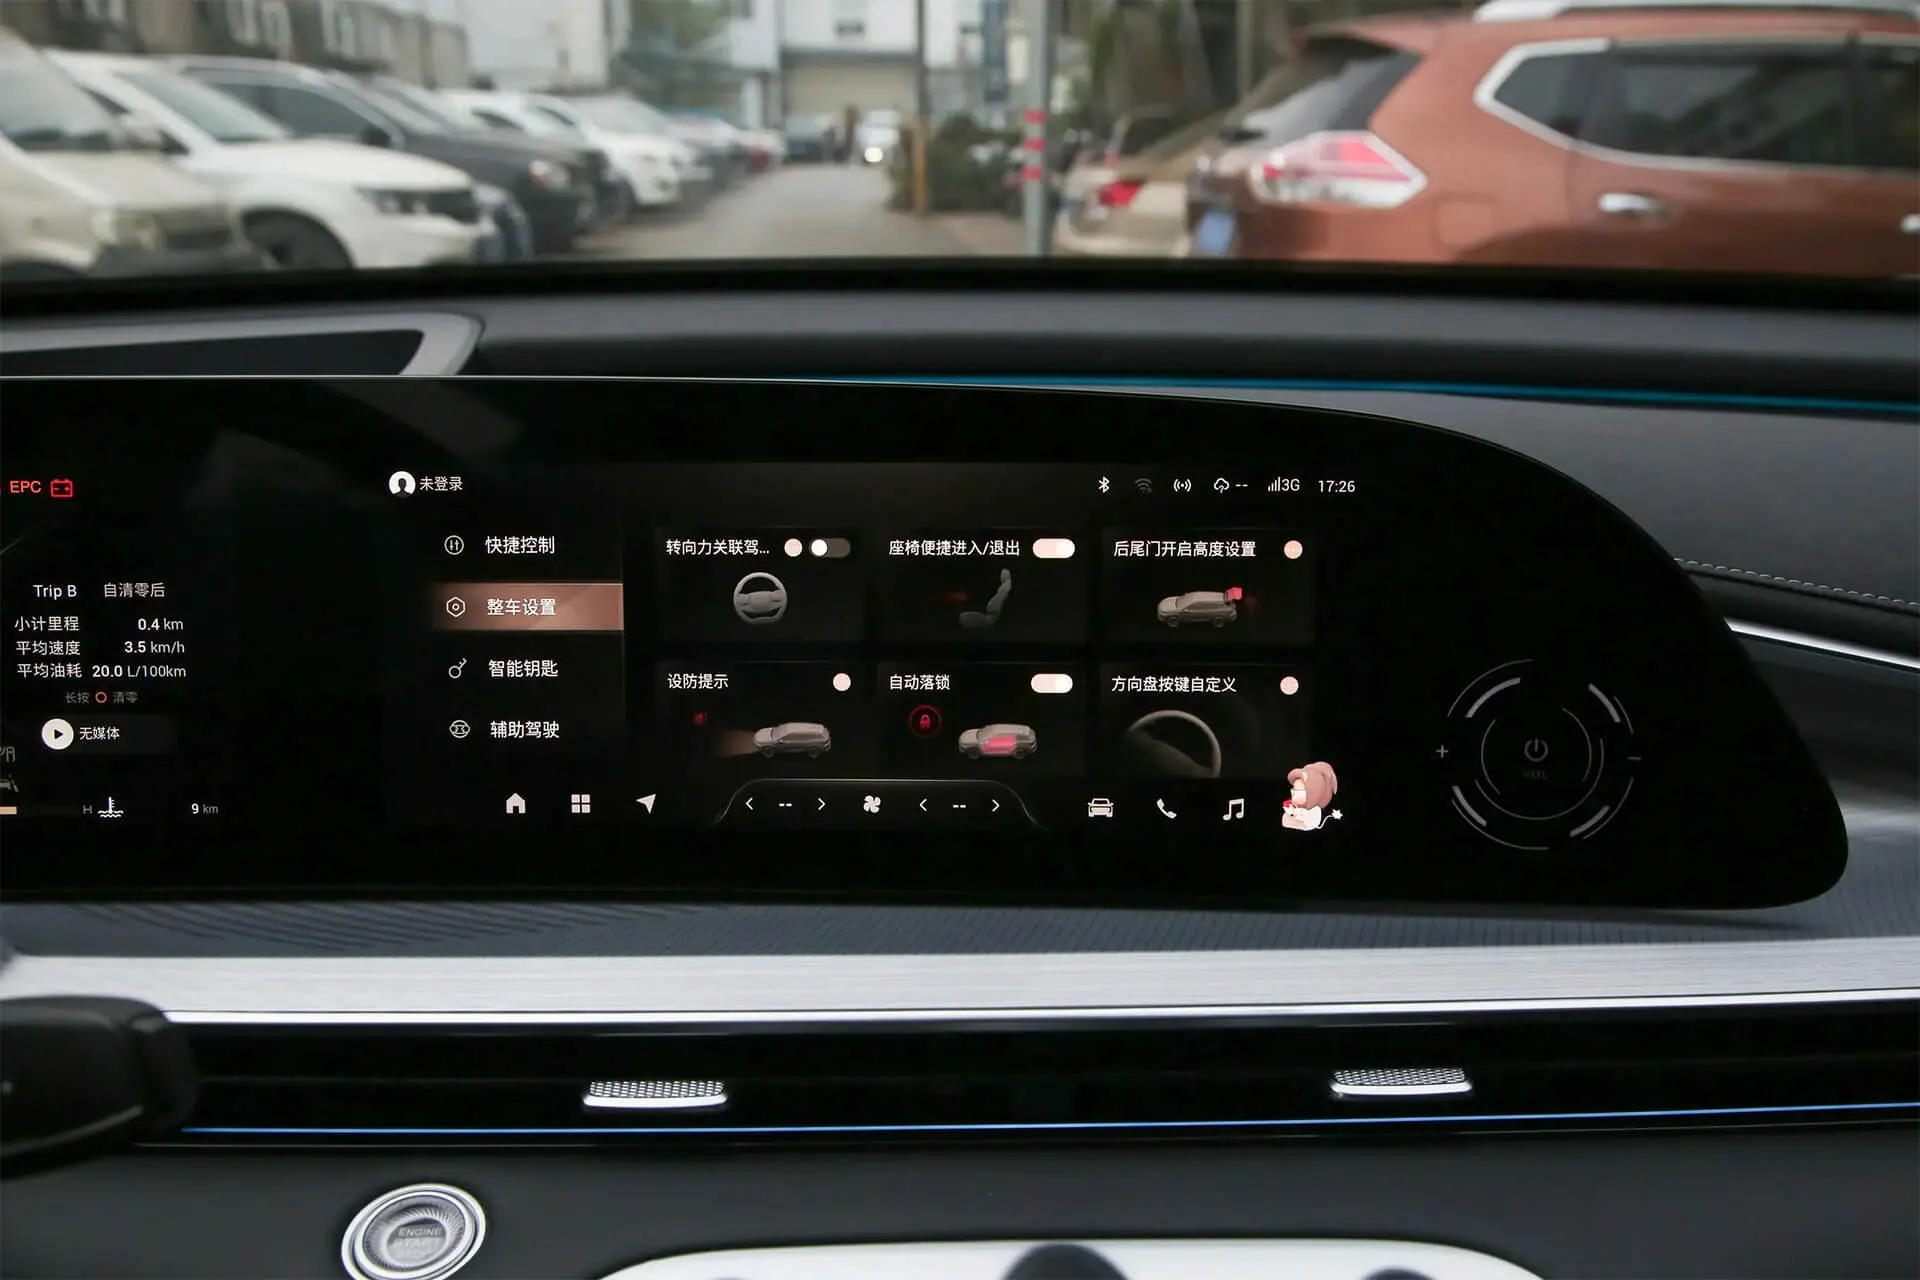 EPC
未登录
3G 17:26
快捷控制
整车设置
智能钥匙
辅助驾驶
转向力关联驾...
座椅便捷进入/退出
后尾门开启高度设置
设防提示
自动落锁
方向盘按键自定义
Trip B 自清零后
小计里程 0.4 km
平均速度 3.5 km/h
平均油耗 20.0 L/100km
长按 清零
无媒体
H
9 km
< -- >
< -- >
+ -
VOL
ENGINE
START
STOP